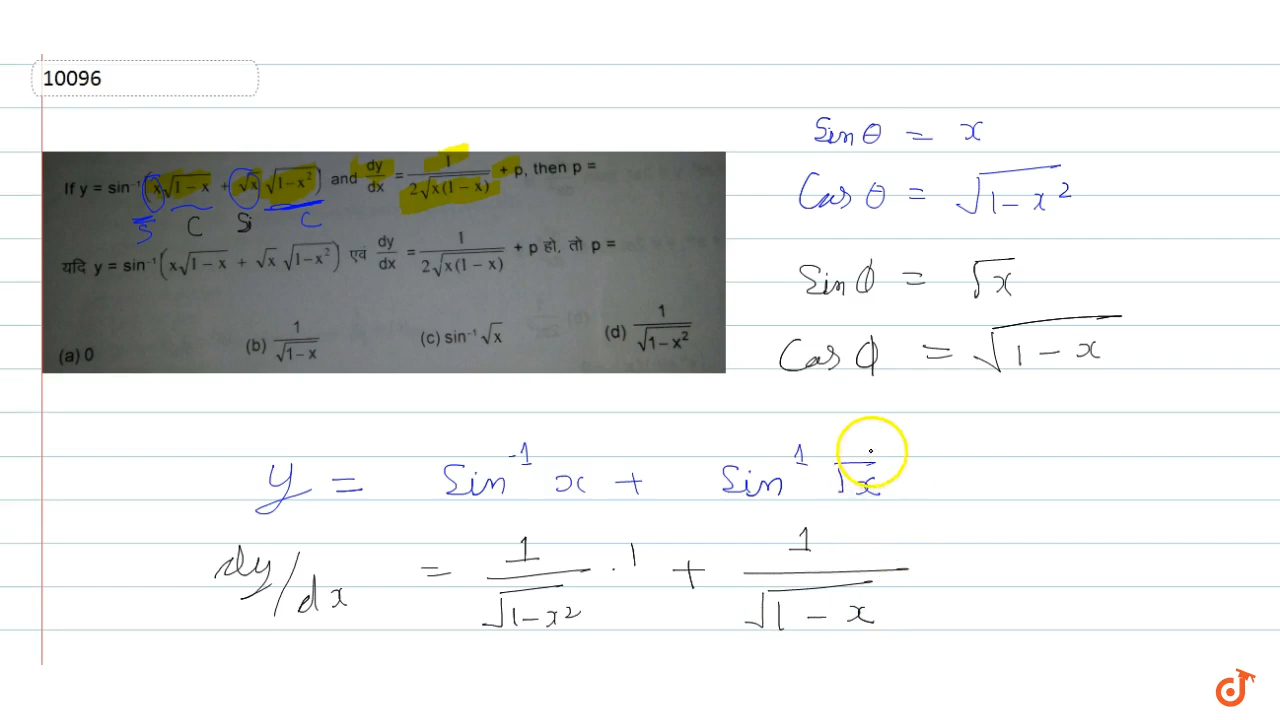 10096
If y = sin⁻¹(x√(1 − x) + √x √(1−x²)) and dy/dx = 1/(2√(x(1 − x))) + p, then p =
S C Si C
यदि y = sin⁻¹(x√(1 − x) + √x √(1−x²)) एवं dy/dx = 1/(2√(x(1 − x))) + p हो, तो p =
(a) 0 (b) 1/√(1−x) (c) sin⁻¹ √x (d) 1/√(1−x²)
Sin θ = x
Cos θ = √(1−x²)
Sin ϕ = √x
Cos ϕ = √(1 − x)
y = Sin⁻¹ x + Sin¹ √x
dy/dx = 1/√(1−x²) · 1 + 1/√(1 − x)